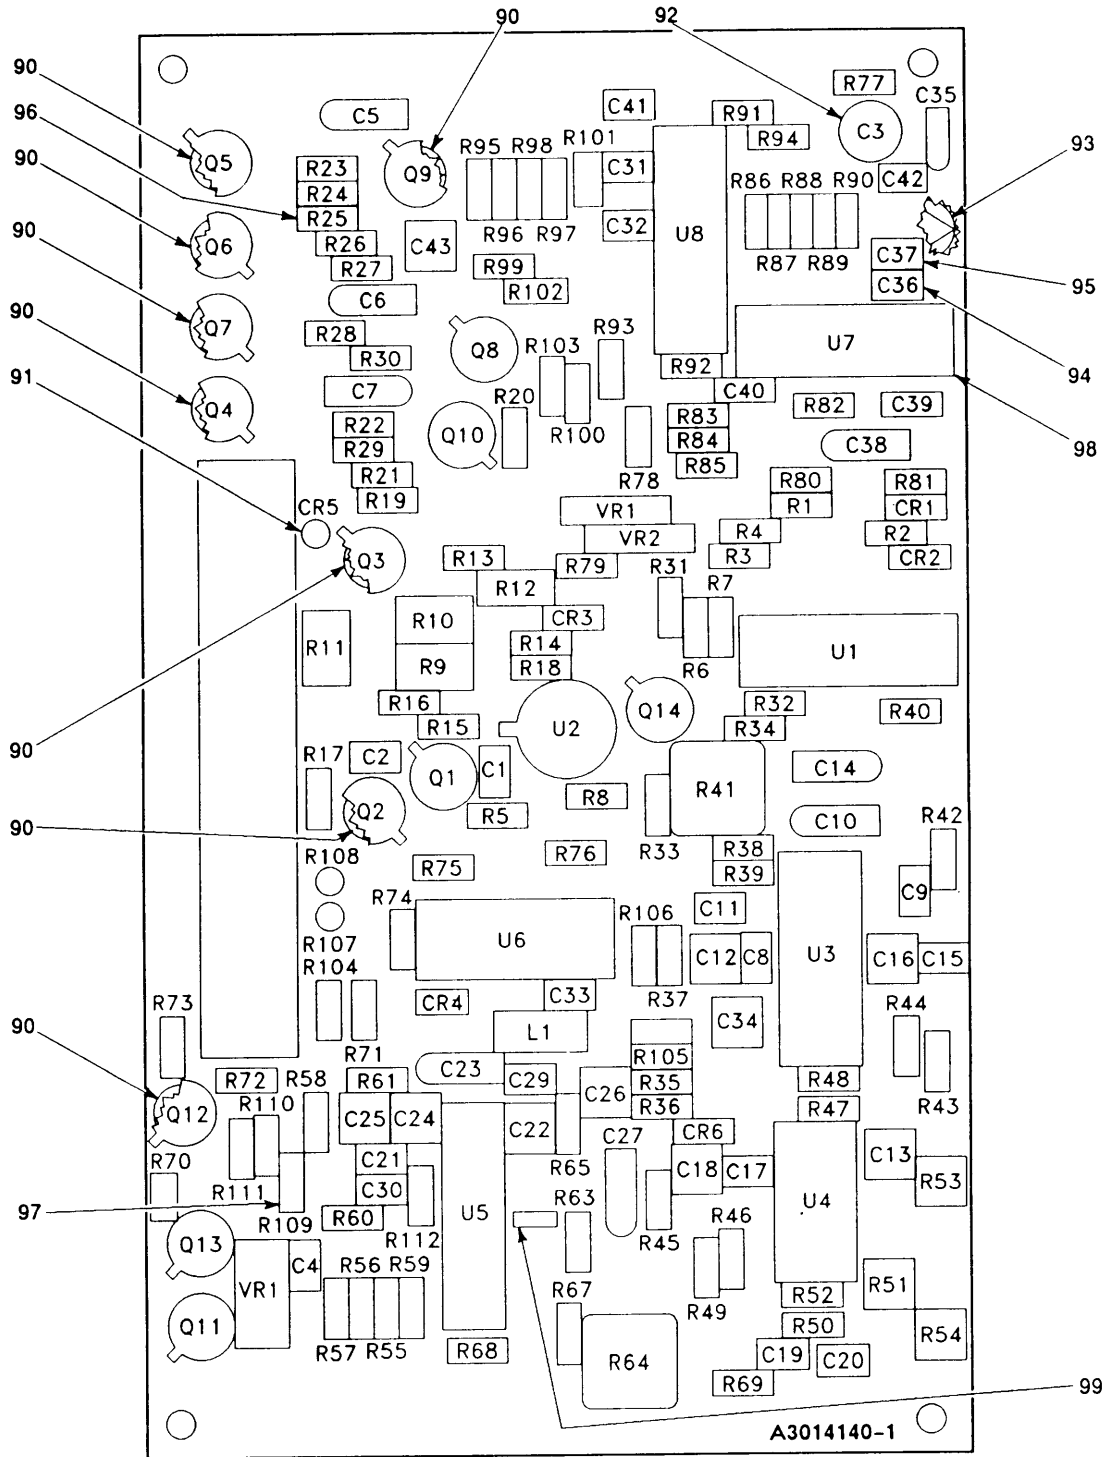 90
92
90
96
90
90
90
91
90
90
90
97
93
95
94
98
99
R77
C35
C5
C41
R91
C3
R94
Q5
R95 R98
R101
Q9
R23
R24
R25
C31
R86 R88 R90
C42
Q6
R26
C43
R96 R97
C32
U8
R27
R99
R87 R89
C37
C36
R102
C6
Q7
R28
R30
Q8
R103
R93
U7
R92
C7
C40
Q4
R20
R82
C39
R22
R29
Q10
R100
R83
R84
R85
C38
R21
R19
R78
R80
R1
R81
CR1
CR5
VR1
VR2
R4
R3
R2
CR2
Q3
R13
R79
R12
R31
R7
R10
R9
CR3
R14
R18
R11
R6
U1
R16
R15
U2
Q14
R32
R34
R40
R17
C2
Q1
C1
R8
R41
C14
Q2
R5
C10
R42
R108
R75
R76
R33
R38
R39
C9
R74
C11
R107
U6
R106
C12
C8
U3
C16
C15
R104
R73
CR4
C33
R37
C34
R44
L1
R71
R105
R72
R58
R61
C23
C29
C26
R35
R36
R48
R43
Q12
R110
R47
C25
C24
C22
CR6
C27
C21
C30
R65
C18
C17
U4
C13
R53
R70
R111
R109
R60
U5
R63
R46
Q13
R112
R45
C4
R56 R59
VR1
R67
R49
R51
R52
Q11
R50
R54
R57 R55
R68
R64
C19
C20
R69
A3014140-1